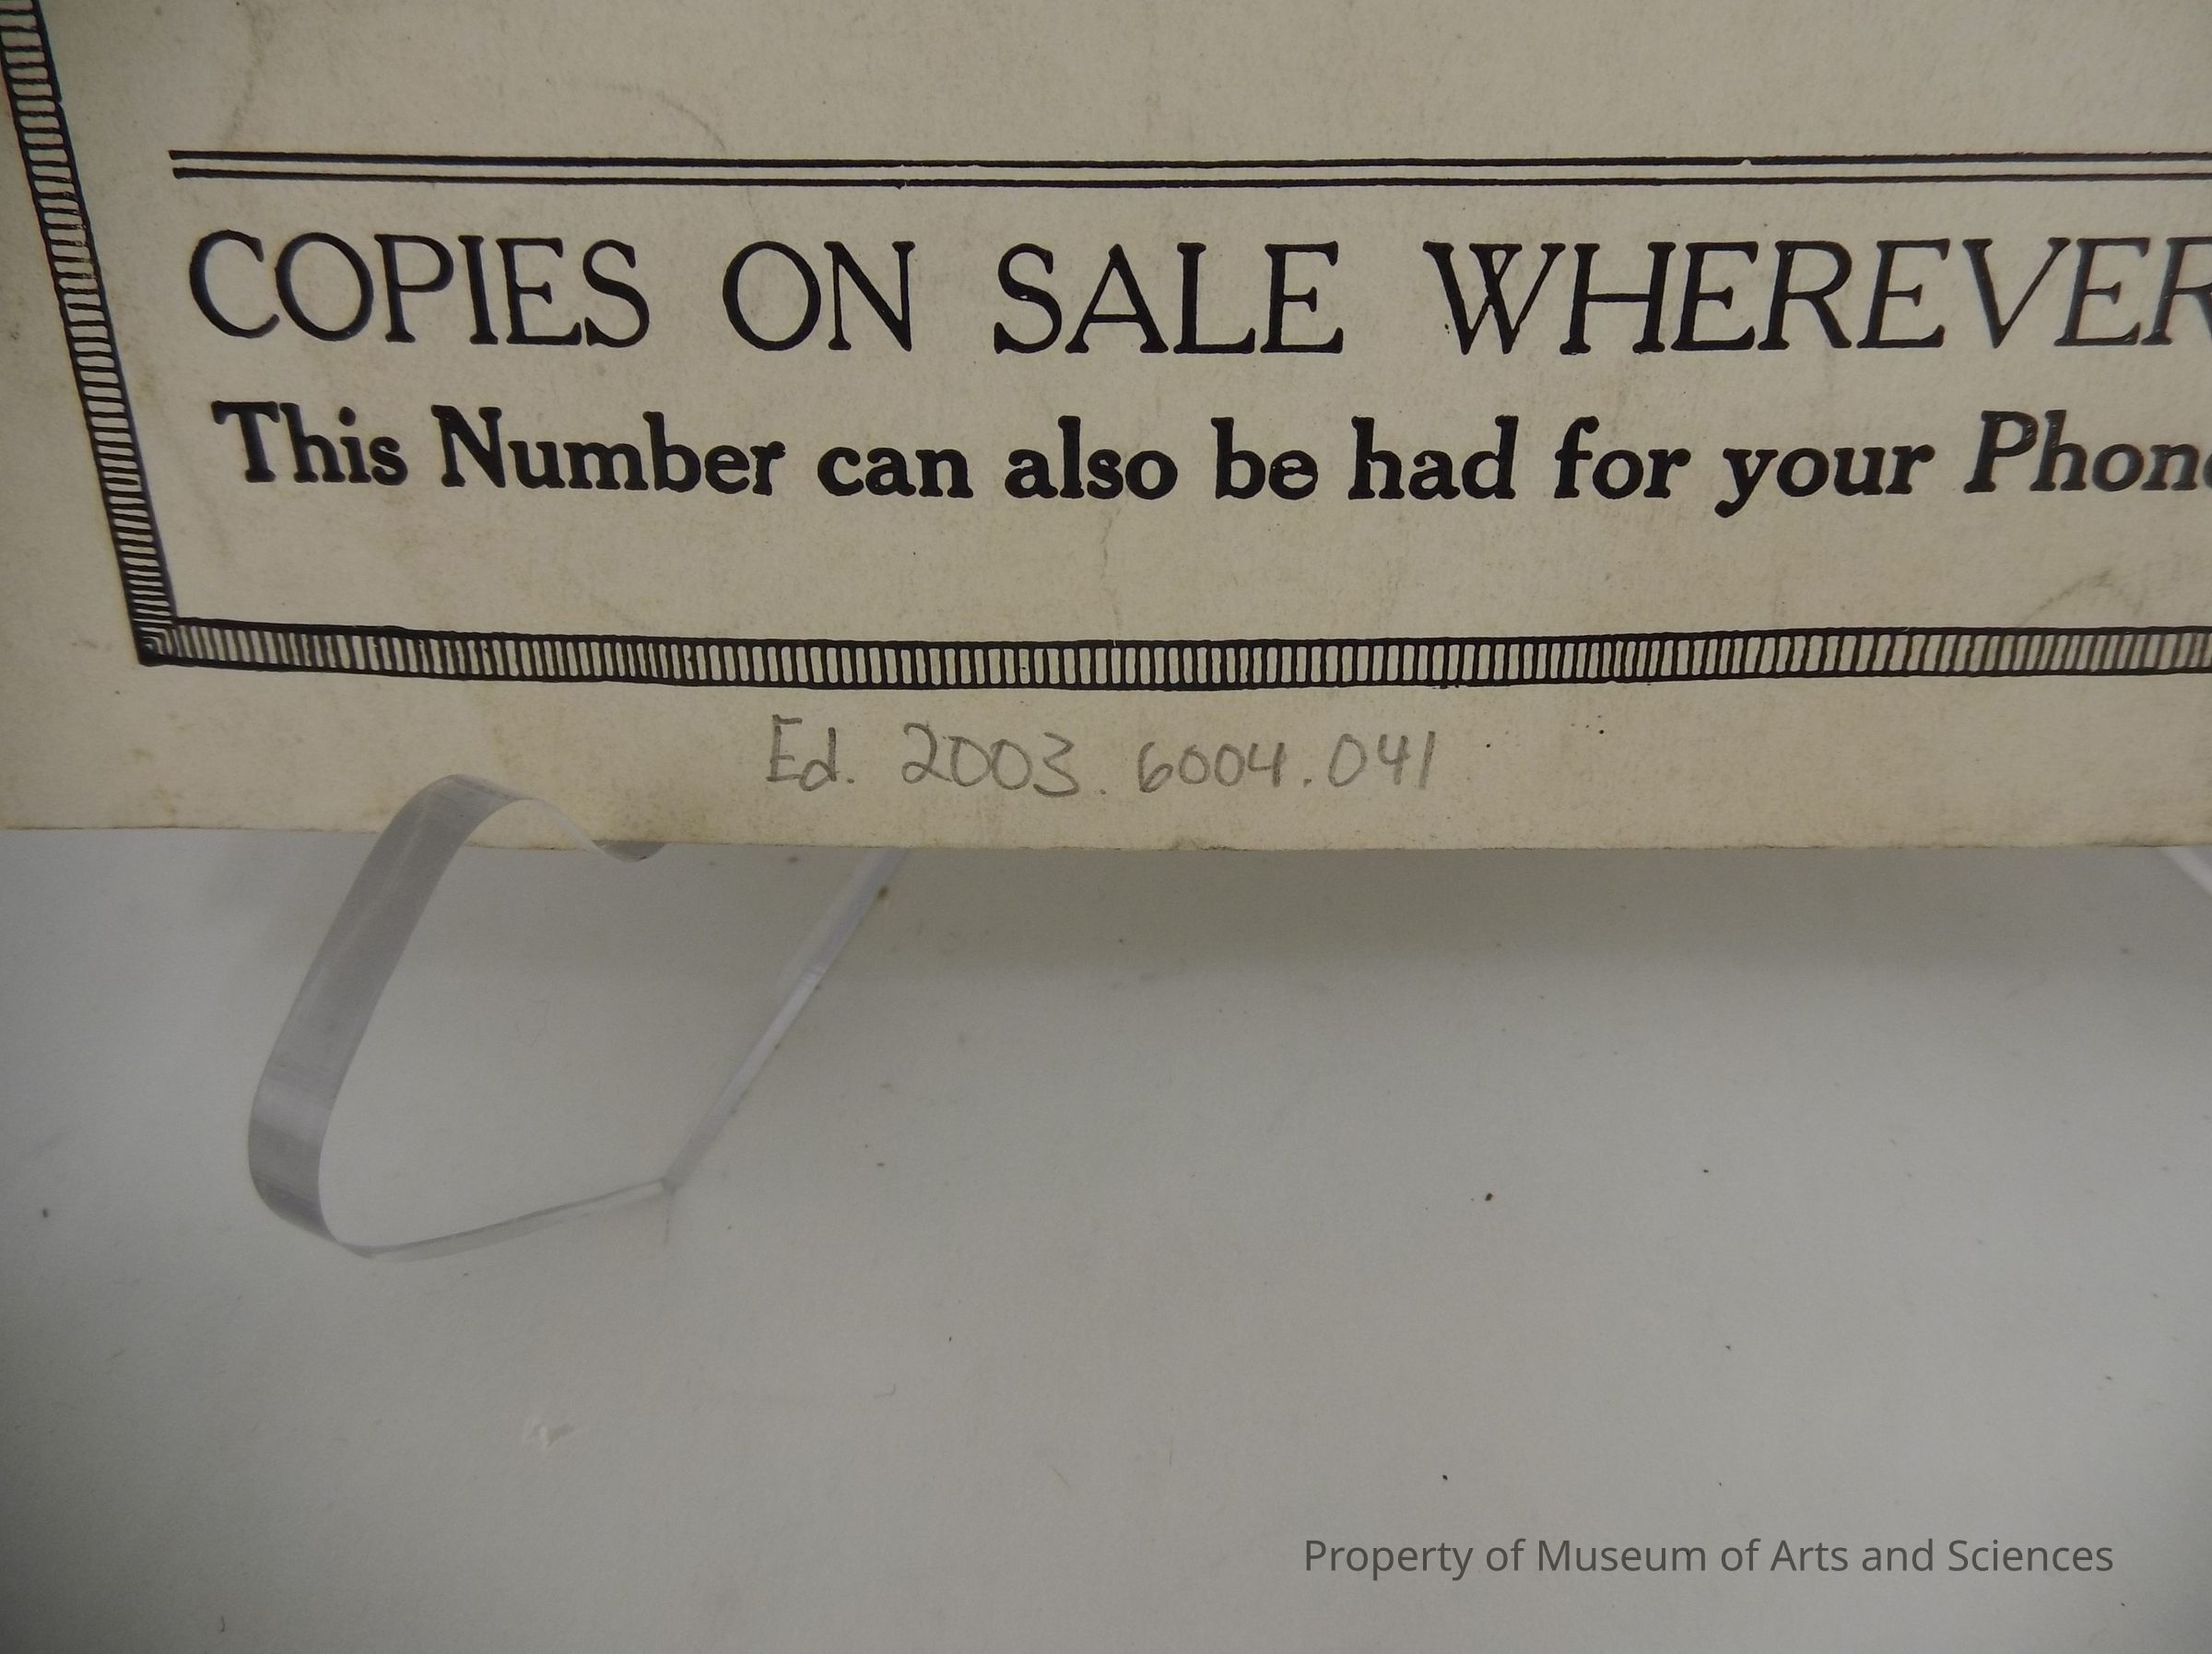 COPIES ON SALE WHEREVER
This Number can also be had for your
Ed. 2003.6004.041
Property of Museum of Arts and Sciences